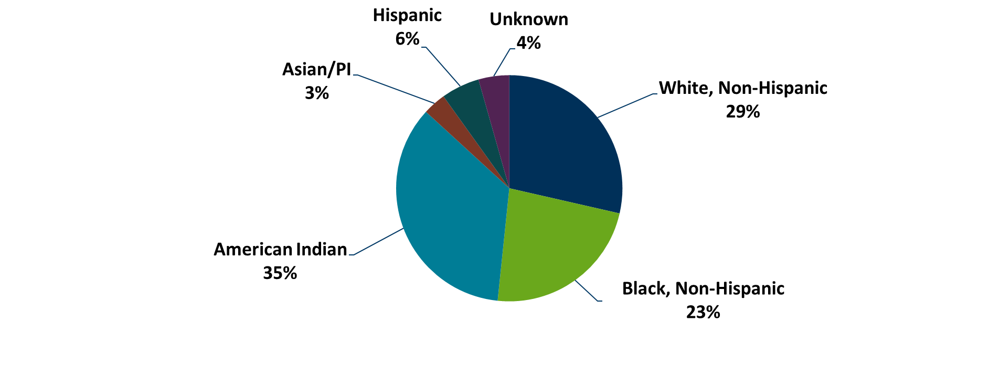 Hispanic
6%
Unknown
4%
Asian/PI
3%
White, Non-Hispanic
29%
American Indian
35%
Black, Non-Hispanic
23%